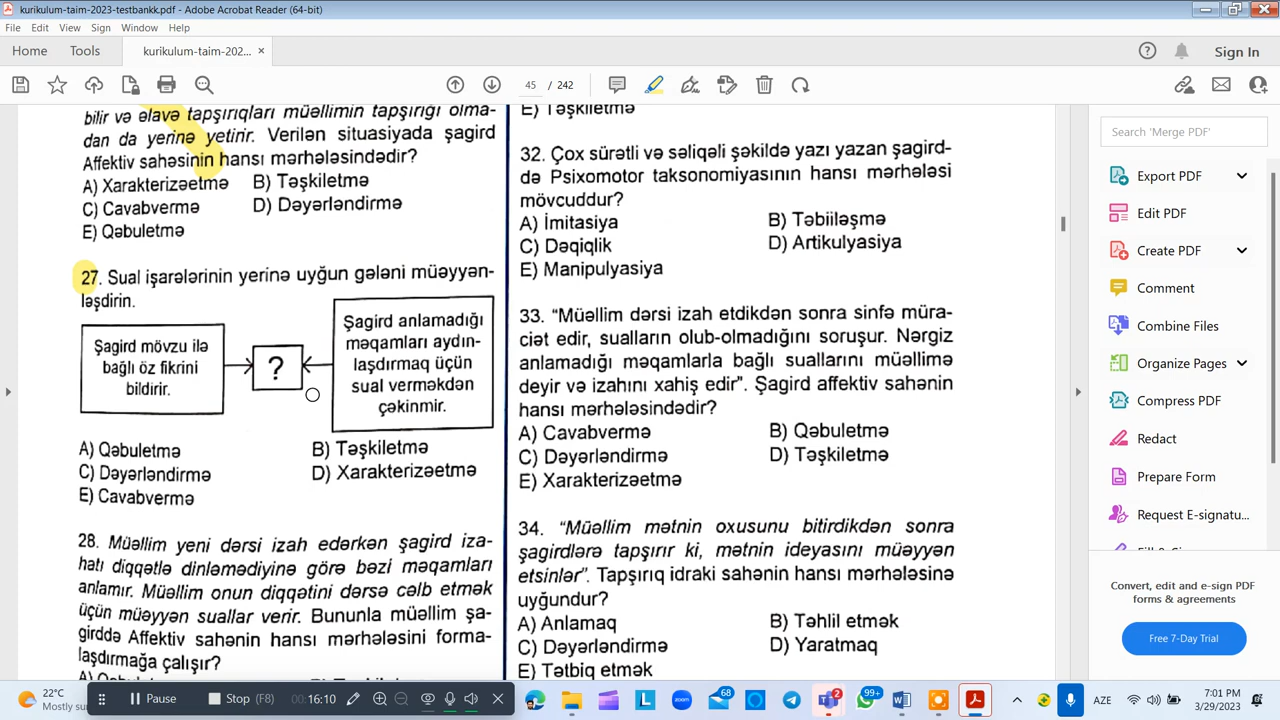 kurikulum-taim-2023-testbankk.pdf - Adobe Acrobat Reader (64-bit)
File Edit View Sign Window Help
Home Tools kurikulum-taim-202... × Sign In
45 / 242
bilir və əlavə tapşırıqları müəllimin tapşırığı olma-
dan da yerinə yetirir. Verilən situasiyada şagird
Affektiv sahəsinin hansı mərhələsindədir?
A) Xarakterizəetmə B) Təşkiletmə
C) Cavabvermə D) Dəyərləndirmə
E) Qəbuletmə
27. Sual işarələrinin yerinə uyğun gələni müəyyən-
ləşdirin.
Şagird mövzu ilə
bağlı öz fikrini
bildirir.
?
Şagird anlamadığı
məqamları aydın-
laşdırmaq üçün
sual verməkdən
çəkinmir.
A) Qəbuletmə B) Təşkiletmə
C) Dəyərləndirmə D) Xarakterizəetmə
E) Cavabvermə
28. Müəllim yeni dərsi izah edərkən şagird iza-
hatı diqqətlə dinləmədiyinə görə bəzi məqamları
anlamır. Müəllim onun diqqətini dərsə cəlb etmək
üçün müəyyən suallar verir. Bununla müəllim şa-
girddə Affektiv sahənin hansı mərhələsini forma-
laşdırmağa çalışır?
E) Təşkiletmə
32. Çox sürətli və səliqəli şəkildə yazı yazan şagird-
də Psixomotor taksonomiyasının hansı mərhələsi
mövcuddur?
A) İmitasiya B) Təbiiləşmə
C) Dəqiqlik D) Artikulyasiya
E) Manipulyasiya
33. “Müəllim dərsi izah etdikdən sonra sinfə müra-
ciət edir, sualların olub-olmadığını soruşur. Nərgiz
anlamadığı məqamlarla bağlı suallarını müəllimə
deyir və izahını xahiş edir”. Şagird affektiv sahənin
hansı mərhələsindədir?
A) Cavabvermə B) Qəbuletmə
C) Dəyərləndirmə D) Təşkiletmə
E) Xarakterizəetmə
34. “Müəllim mətnin oxusunu bitirdikdən sonra
şagirdlərə tapşırır ki, mətnin ideyasını müəyyən
etsinlər”. Tapşırıq idraki sahənin hansı mərhələsinə
uyğundur?
A) Anlamaq B) Təhlil etmək
C) Dəyərləndirmə D) Yaratmaq
E) Tətbiq etmək
Search 'Merge PDF'
Export PDF
Edit PDF
Create PDF
Comment
Combine Files
Organize Pages
Compress PDF
Redact
Prepare Form
Request E-signatu...
Convert, edit and e-sign PDF
forms & agreements
Free 7-Day Trial
22°C
Mostly su
Pause Stop (F8) 00:16:10
68 2 99+
AZE
7:01 PM
3/29/2023